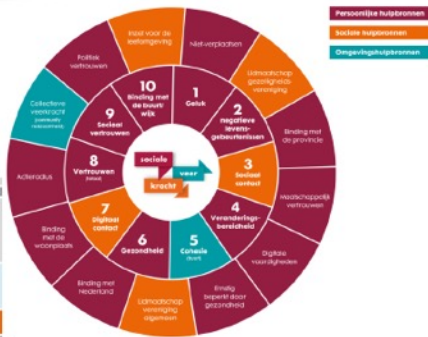 Persoonlijke hulpbronnen
Sociale hulpbronnen
Omgevingshulpbronnen
Inzet voor de
leefomgeving
Niet-verplaatsen
Lidmaatschap
gezelligheids-
vereniging
Binding met
de provincie
Maatschappelijk
vertrouwen
Digitale
vaardigheden
Ernstig
beperkt door
gezondheid
Lidmaatschap
vereniging
algemeen
Binding met
Nederland
Binding
met de
woonplaats
Actieradius
Collectieve
veerkracht
Politiek
vertrouwen
1
Geluk
2
negatieve
levens-
gebeurtenissen
3
Sociaal
contact
4
Veranderings-
bereidheid
5
Cohesie
6
Gezondheid
7
Digitaal
contact
8
Vertrouwen
9
Sociaal
vertrouwen
10
Binding met
de buurt/
wijk
sociale
voor
kracht